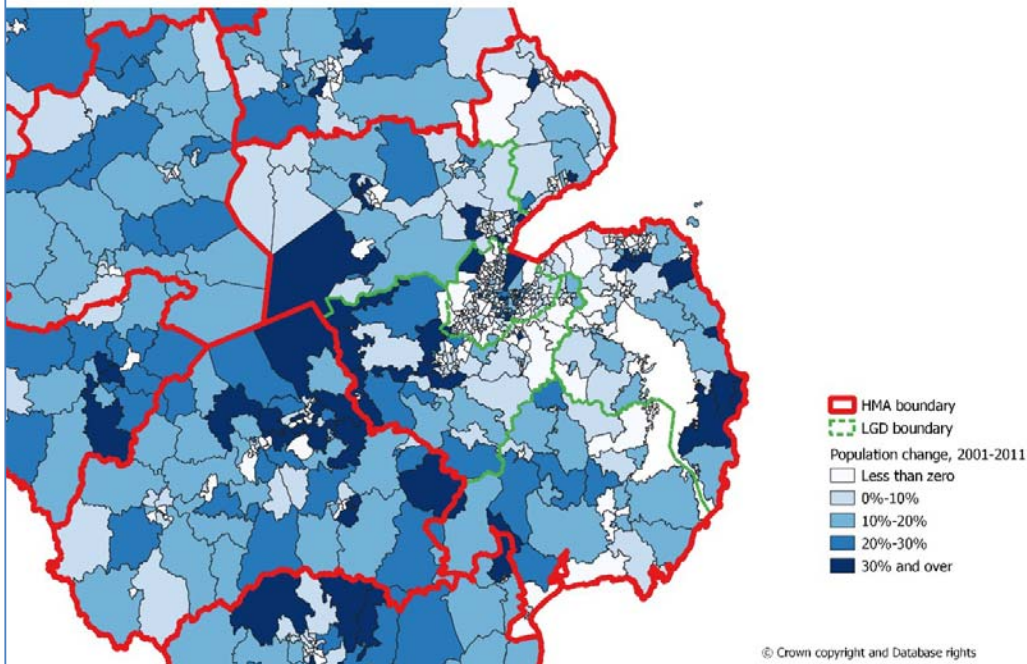 HMA boundary
LGD boundary
Population change, 2001-2011
Less than zero
0%-10%
10%-20%
20%-30%
30% and over
© Crown copyright and Database rights